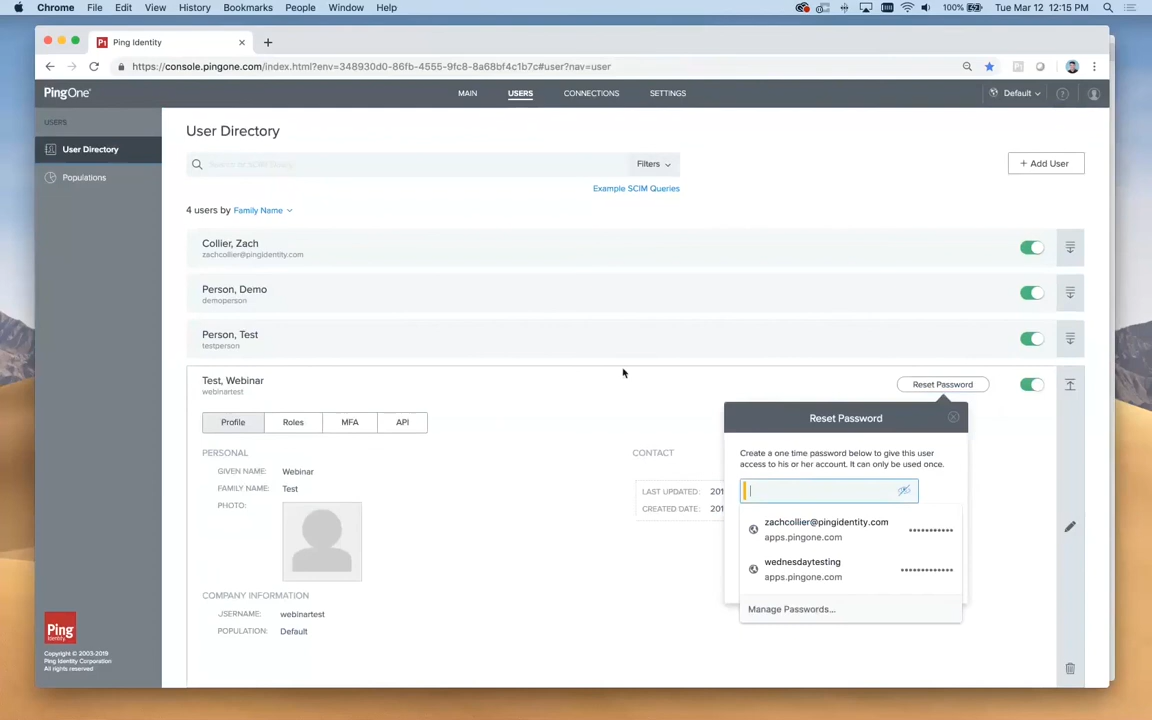 Chrome File Edit View History Bookmarks People Window Help 100% Tue Mar 12 12:15 PM
Ping Identity
https://console.pingone.com/index.html?env=348930d0-86fb-4555-9fc8-8a68bf4c1b7c#user?nav=user
PingOne
MAIN USERS CONNECTIONS SETTINGS Default ?
USERS
User Directory
Populations
User Directory
Filters
+ Add User
Example SCIM Queries
4 users by Family Name
Collier, Zach
zachcollier@pingidentity.com
Person, Demo
demoperson
Person, Test
testperson
Test, Webinar
webinartest
Reset Password
Profile Roles MFA API
PERSONAL
GIVEN NAME: Webinar
FAMILY NAME: Test
PHOTO:
COMPANY INFORMATION
USERNAME: webinartest
POPULATION: Default
CONTACT
LAST UPDATED: 201
CREATED DATE: 201
Reset Password
Create a one time password below to give this user
access to his or her account. It can only be used once.
zachcollier@pingidentity.com
apps.pingone.com
wednesdaytesting
apps.pingone.com
Manage Passwords...
Ping
Identity
Copyright © 2003-2019
Ping Identity Corporation
All rights reserved